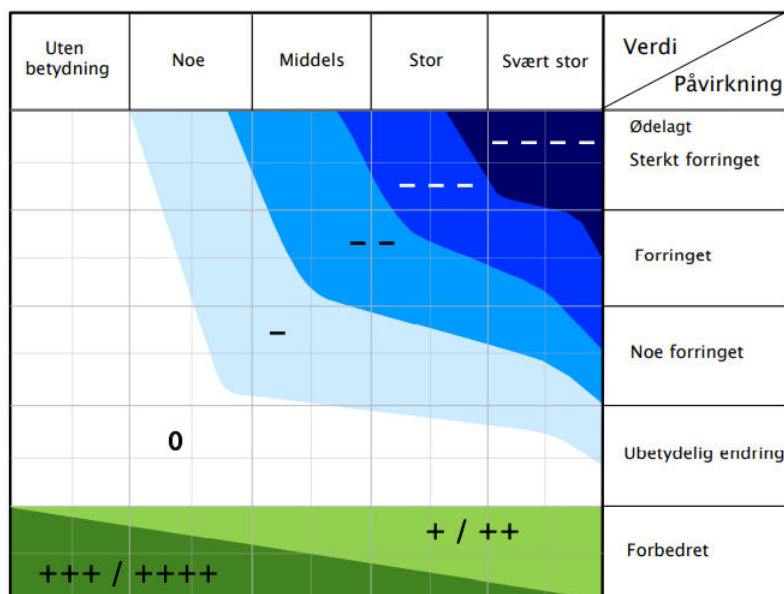 Uten
betydning
Noe
Middels
Stor
Svært stor
Verdi
Påvirkning
Ødelagt
Sterkt forringet
– – – –
– – –
– –
Forringet
–
Noe forringet
0
Ubetydelig endring
+ / ++
Forbedret
+++ / ++++